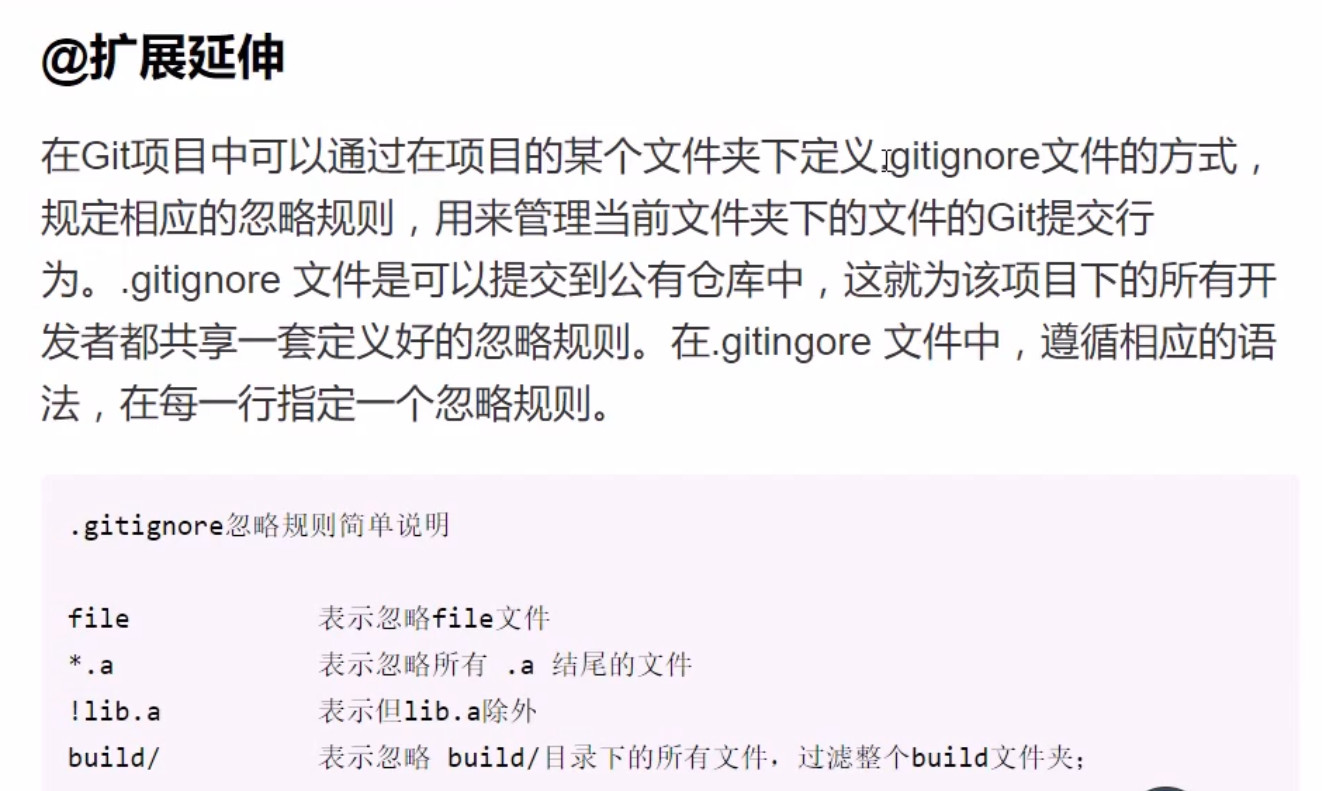 @扩展延伸
在Git项目中可以通过在项目的某个文件夹下定义.gitignore文件的方式，
规定相应的忽略规则，用来管理当前文件夹下的文件的Git提交行
为。.gitignore 文件是可以提交到公有仓库中，这就为该项目下的所有开
发者都共享一套定义好的忽略规则。在.gitingore 文件中，遵循相应的语
法，在每一行指定一个忽略规则。
.gitignore忽略规则简单说明
file 表示忽略file文件
*.a 表示忽略所有 .a 结尾的文件
!lib.a 表示但lib.a除外
build/ 表示忽略 build/目录下的所有文件，过滤整个build文件夹；